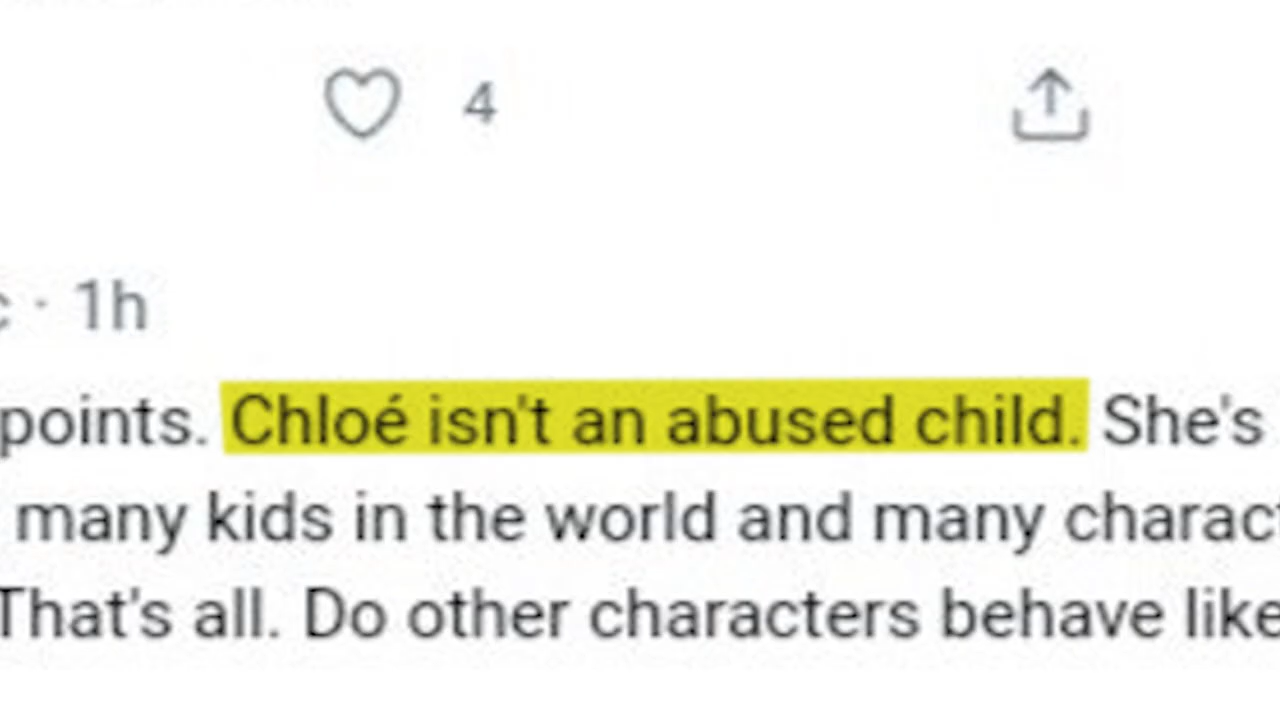 4
· 1h
points. Chloé isn't an abused child. She's
many kids in the world and many charact
That's all. Do other characters behave like